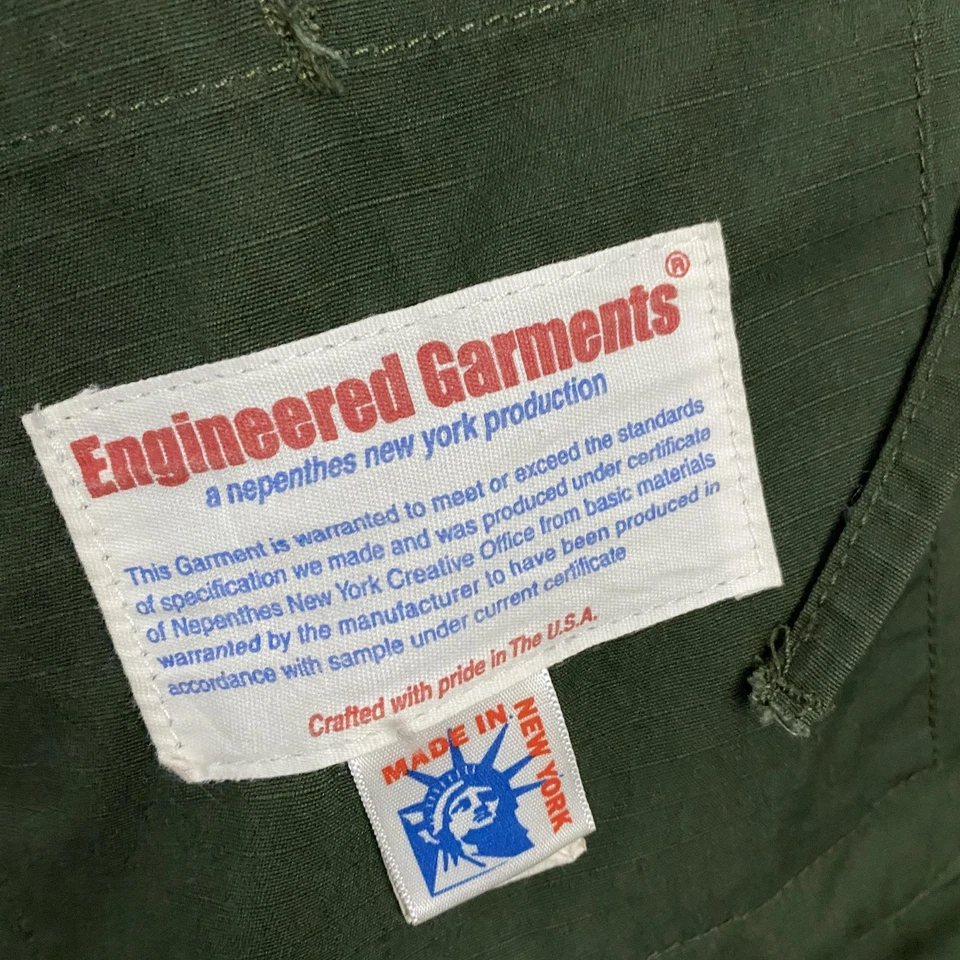 Engineered Garments®
a nepenthes new york production
This Garment is warranted to meet or exceed the standards
of specification we made and was produced under certificate
of Nepenthes New York Creative Office from basic materials
warranted by the manufacturer to have been produced in
accordance with sample under current certificate
Crafted with pride in The U.S.A.
MADE IN
NEW YORK